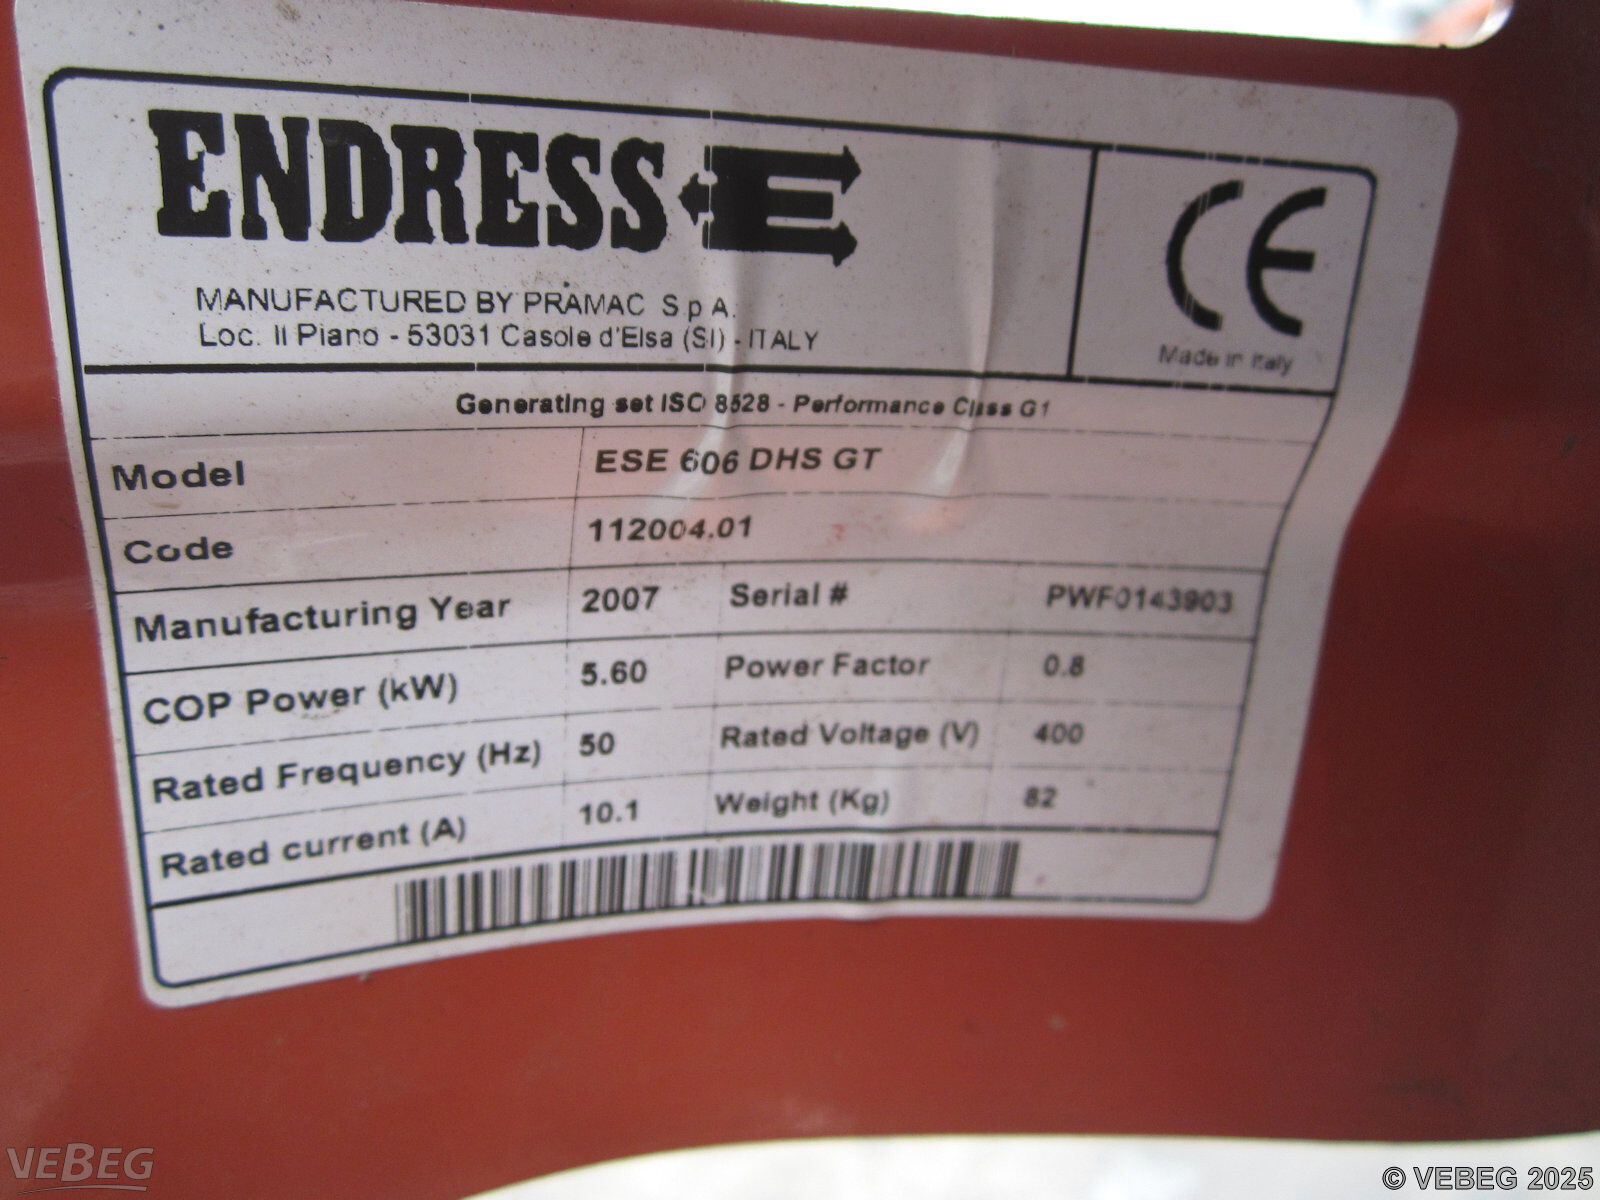 ENDRESS E
MANUFACTURED BY PRAMAC S.p.A.
Loc. Il Piano - 53031 Casole d'Elsa (SI) - ITALY
CE
Made in Italy
Generating set ISO 8528 - Performance Class G1
Model ESE 606 DHS GT
Code 112004.01
Manufacturing Year 2007 Serial # PWF0143903
COP Power (kW) 5.60 Power Factor 0.8
Rated Frequency (Hz) 50 Rated Voltage (V) 400
Rated current (A) 10.1 Weight (Kg) 82
VEBEG
© VEBEG 2025